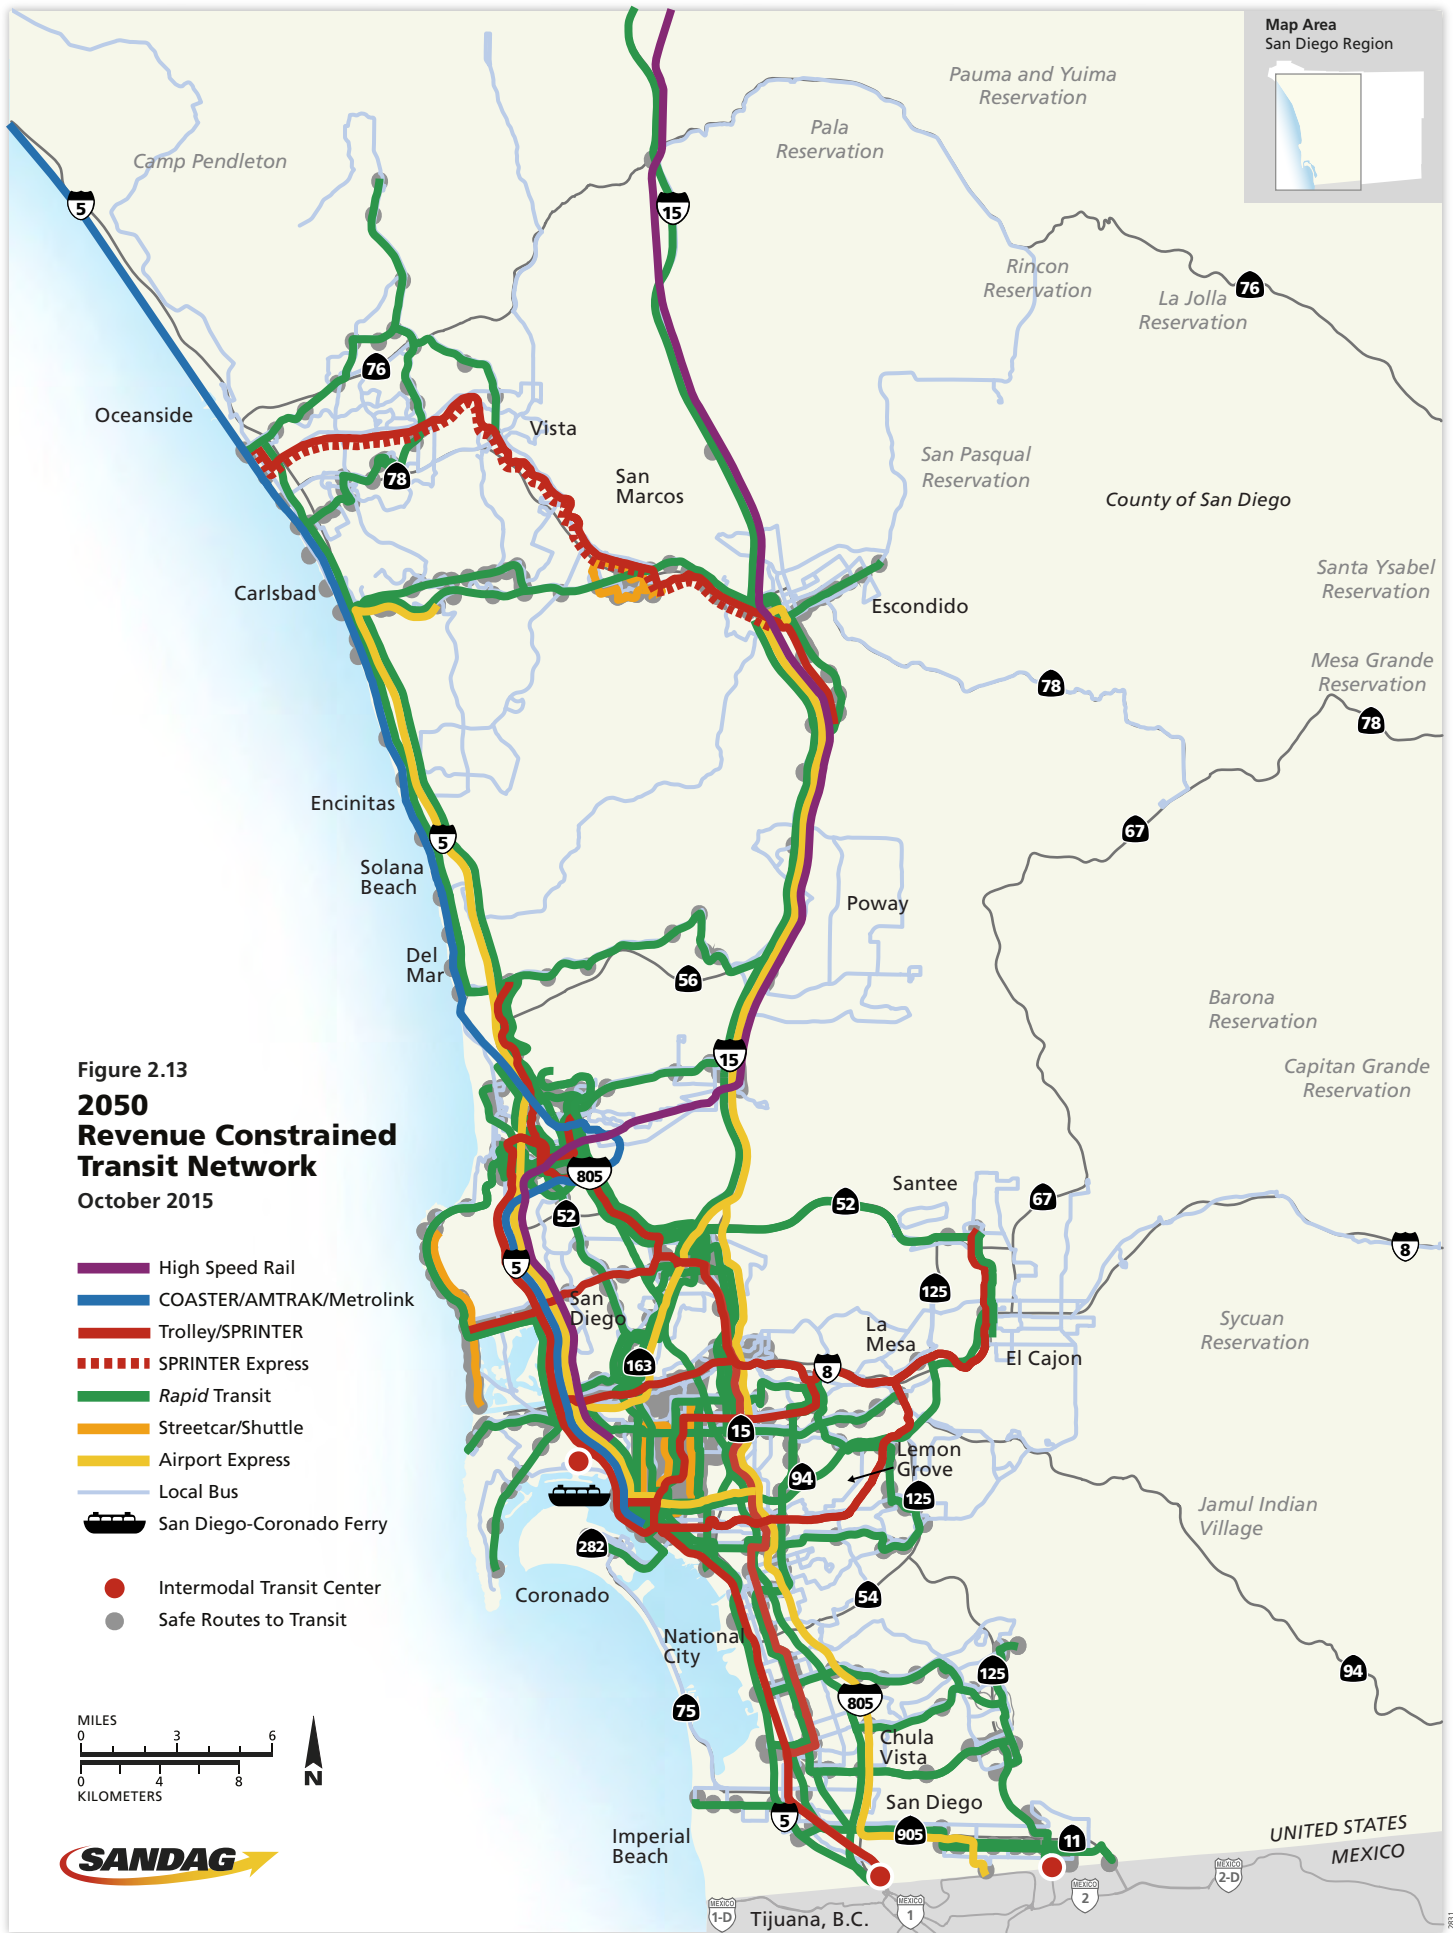 Map Area
San Diego Region
Pauma and Yuima
Reservation
Pala
Reservation
Camp Pendleton
5
15
Rincon
Reservation
76
La Jolla
Reservation
76
Oceanside
Vista
San Pasqual
Reservation
78
San
Marcos
County of San Diego
Santa Ysabel
Reservation
Carlsbad
Escondido
Mesa Grande
Reservation
78
78
Encinitas
67
5
Solana
Beach
Poway
Del
Mar
56
Barona
Reservation
15
Capitan Grande
Reservation
Figure 2.13
2050
Revenue Constrained
Transit Network
October 2015
805
Santee
52
67
52
8
5
125
High Speed Rail
COASTER/AMTRAK/Metrolink
Trolley/SPRINTER
SPRINTER Express
Rapid Transit
Streetcar/Shuttle
Airport Express
Local Bus
San Diego-Coronado Ferry
Intermodal Transit Center
Safe Routes to Transit
San
Diego
La
Mesa
Sycuan
Reservation
163
8
El Cajon
15
Lemon
Grove
94
125
Jamul Indian
Village
282
Coronado
54
National
City
125
94
805
75
Chula
Vista
MILES
0 3 6
0 4 8
KILOMETERS
N
San Diego
5
905
11
Imperial
Beach
UNITED STATES
MEXICO
SANDAG
MEXICO
2-D
MEXICO
2
MEXICO
1-D
Tijuana, B.C.
MEXICO
1